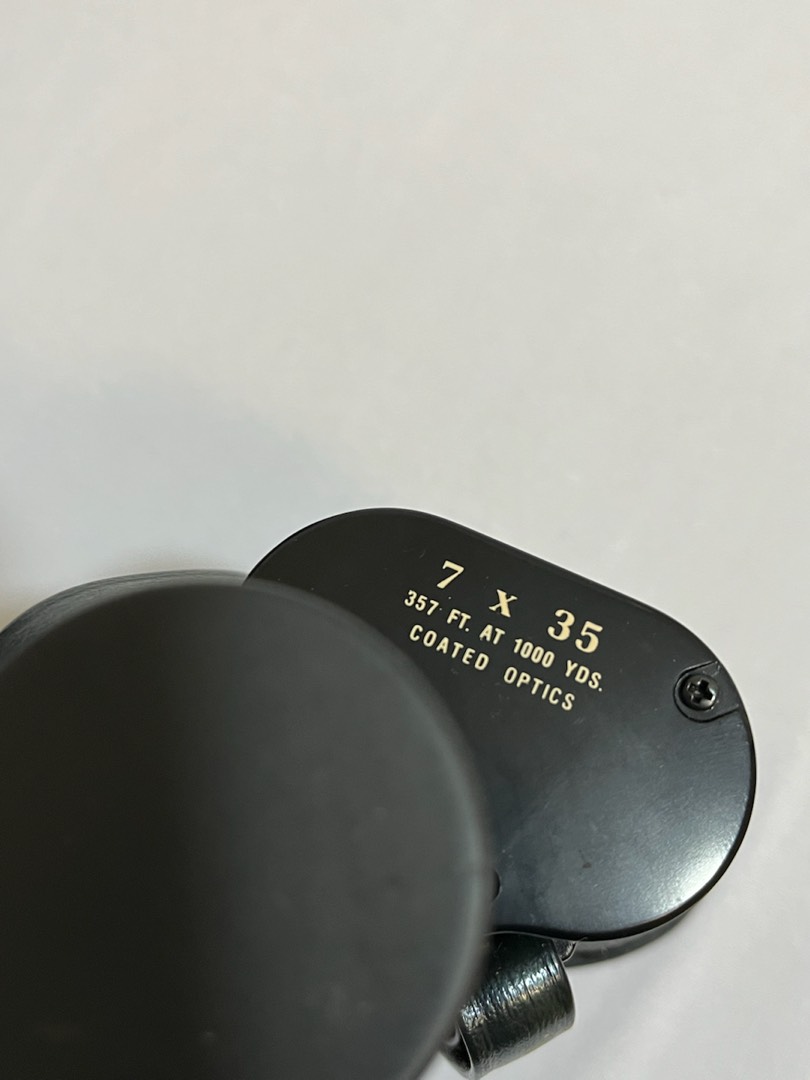 7 X 35
357 FT. AT 1000 YDS.
COATED OPTICS